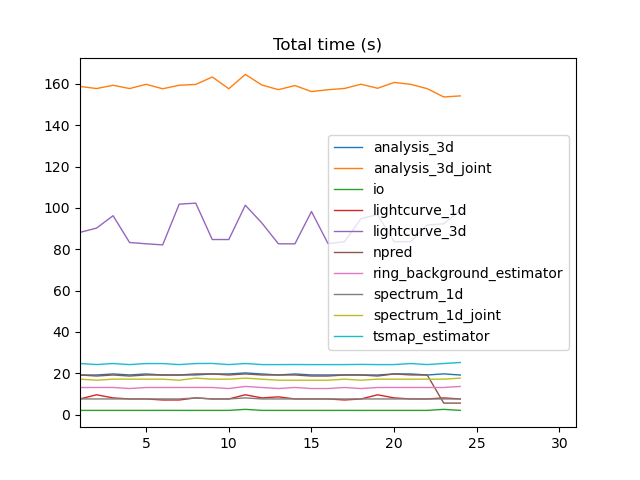 Total time (s)
160
140
120
100
80
60
40
20
0
analysis_3d
analysis_3d_joint
io
lightcurve_1d
lightcurve_3d
npred
ring_background_estimator
spectrum_1d
spectrum_1d_joint
tsmap_estimator
5 10 15 20 25 30